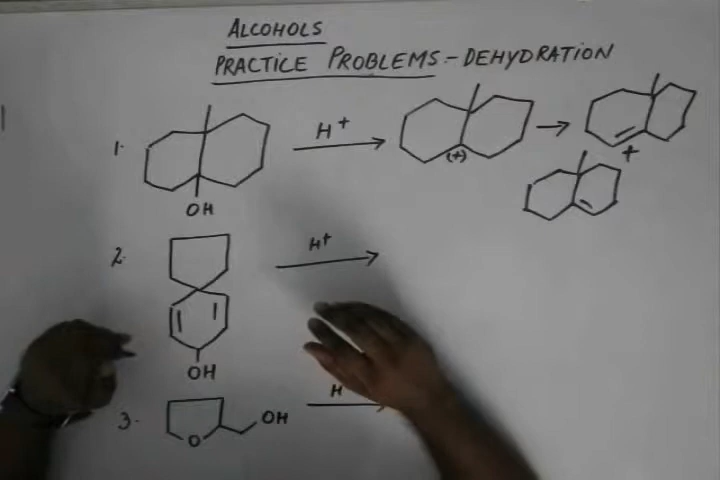 ALCOHOLS
PRACTICE PROBLEMS - DEHYDRATION
1.
H+
OH
(+)
+
2.
H+
OH
3.
O
OH
H